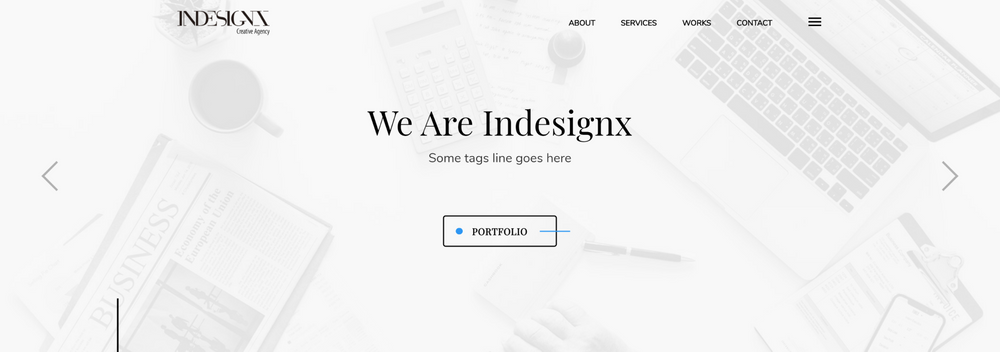 INDESIGNX
Creative Agency
ABOUT SERVICES WORKS CONTACT
We Are Indesignx
Some tags line goes here
PORTFOLIO
BUSINESS
Economy of the
European Union